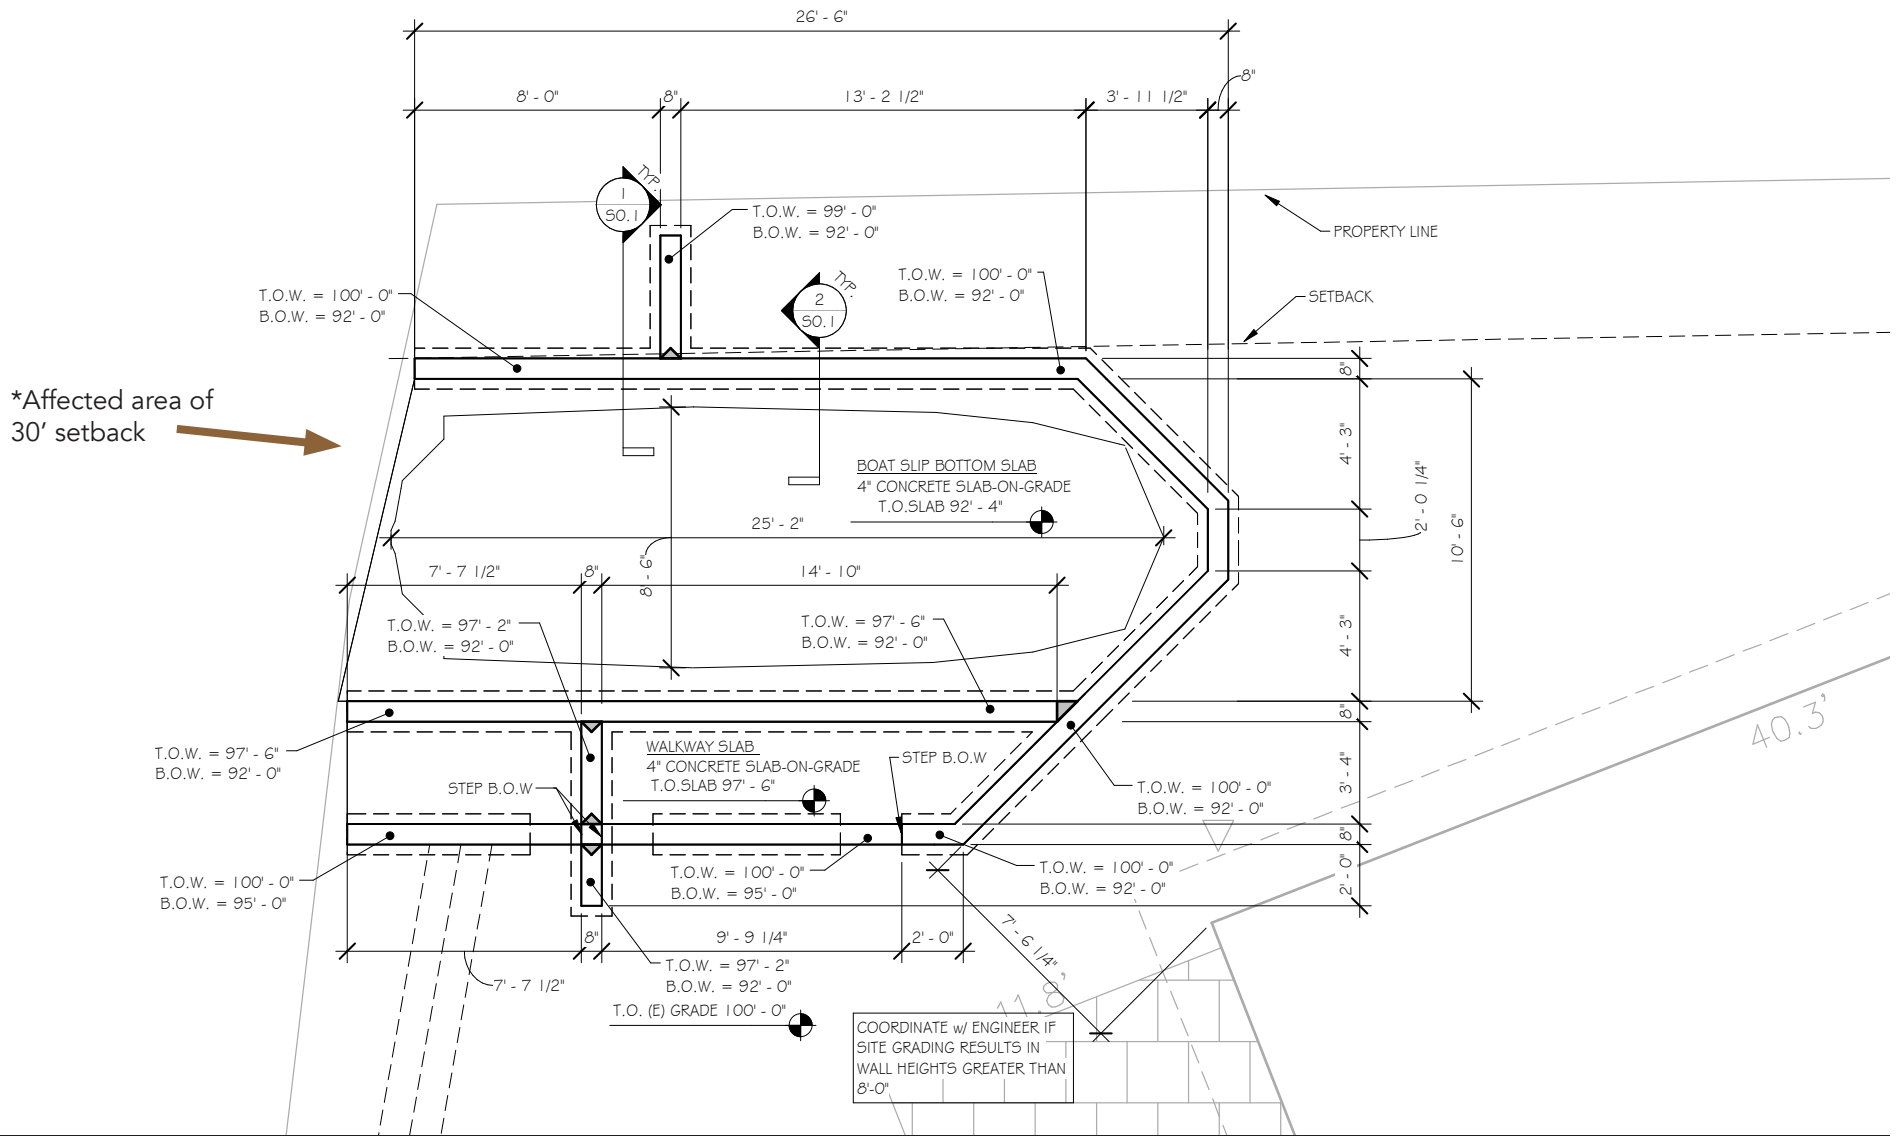 26' - 6"
8"
8' - 0"
8"
13' - 2 1/2"
3' - 11 1/2"
TYP.
1
S0.1
T.O.W. = 99' - 0"
B.O.W. = 92' - 0"
PROPERTY LINE
TYP.
2
S0.1
T.O.W. = 100' - 0"
B.O.W. = 92' - 0"
T.O.W. = 100' - 0"
B.O.W. = 92' - 0"
SETBACK
8"
*Affected area of
30' setback
4' - 3"
BOAT SLIP BOTTOM SLAB
4" CONCRETE SLAB-ON-GRADE
T.O.SLAB 92' - 4"
2' - 0 1/4"
10' - 6"
25' - 2"
8' - 6"
7' - 7 1/2"
8"
14' - 10"
T.O.W. = 97' - 2"
B.O.W. = 92' - 0"
T.O.W. = 97' - 6"
B.O.W. = 92' - 0"
4' - 3"
8"
40.3'
T.O.W. = 97' - 6"
B.O.W. = 92' - 0"
WALKWAY SLAB
4" CONCRETE SLAB-ON-GRADE
T.O.SLAB 97' - 6"
STEP B.O.W
STEP B.O.W
T.O.W. = 100' - 0"
B.O.W. = 92' - 0"
3' - 4"
8"
T.O.W. = 100' - 0"
B.O.W. = 95' - 0"
T.O.W. = 100' - 0"
B.O.W. = 95' - 0"
T.O.W. = 100' - 0"
B.O.W. = 92' - 0"
2' - 0"
8"
9' - 9 1/4"
2' - 0"
7' - 6 1/4"
7' - 7 1/2"
T.O.W. = 97' - 2"
B.O.W. = 92' - 0"
T.O. (E) GRADE 100' - 0"
11.8'
COORDINATE w/ ENGINEER IF
SITE GRADING RESULTS IN
WALL HEIGHTS GREATER THAN
8'-0"